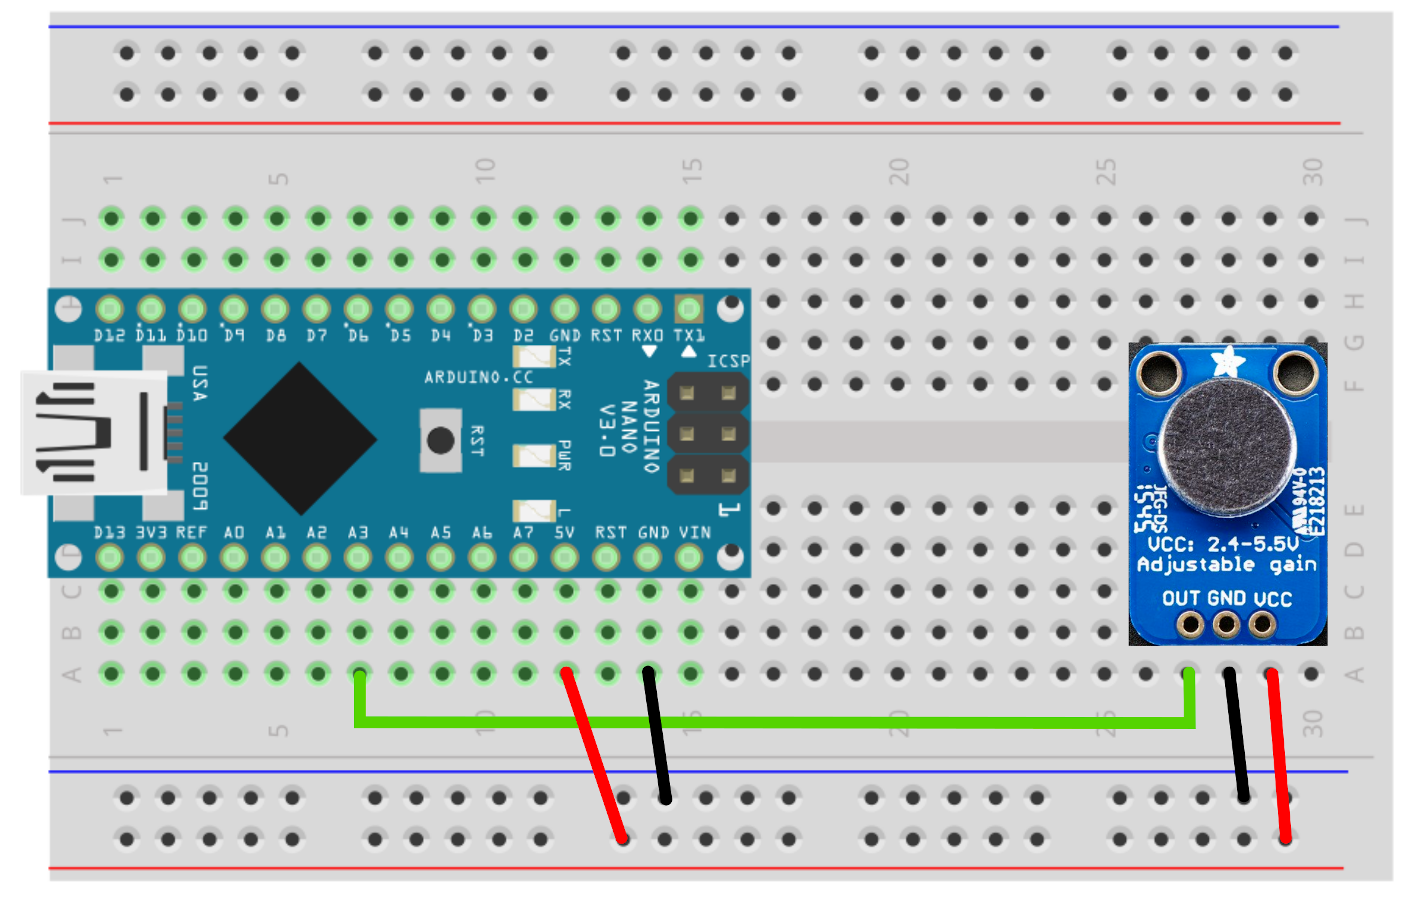 1 5 10 15 20 25 30
J J
I I
H H
D12 D11 D10 D9 D8 D7 D6 D5 D4 D3 D2 GND RST RX0 TX1
G
F
TX
ICSP
ARDUINO.CC
USA
RX
ARDUINO
NANO
V3.0
RST
PWR
2009
L
1
D13 3V3 REF A0 A1 A2 A3 A4 A5 A6 A7 5V RST GND VIN
E
D D
C C
B B
A A
94V-0
E218213
VCC: 2.4-5.5V
Adjustable gain
OUT GND VCC
1 5 10 15 20 25 30